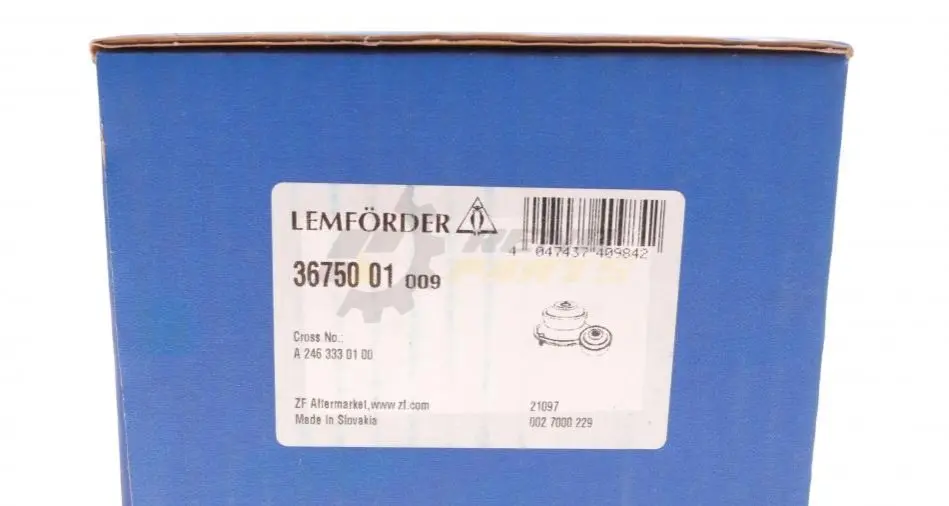 LEMFÖRDER
4 047437 409842
36750 01 009
Cross No.:
A 246 333 01 00
ZF Aftermarket,www.zf.com
Made in Slovakia
21097
002 7000 229
PARTS